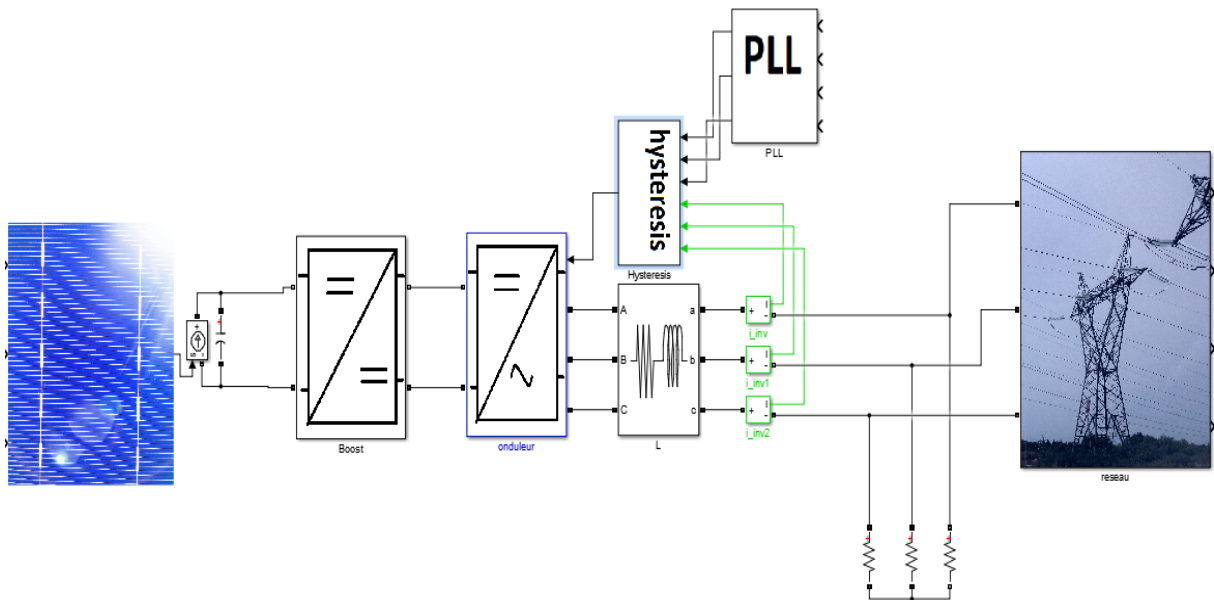 PLL
PLL
hysteresis
Hysteresis
Boost
onduleur
A
B
C
a
b
c
L
+
-
i
i_inv
+
-
i
i_inv1
+
-
i
i_inv2
reseau